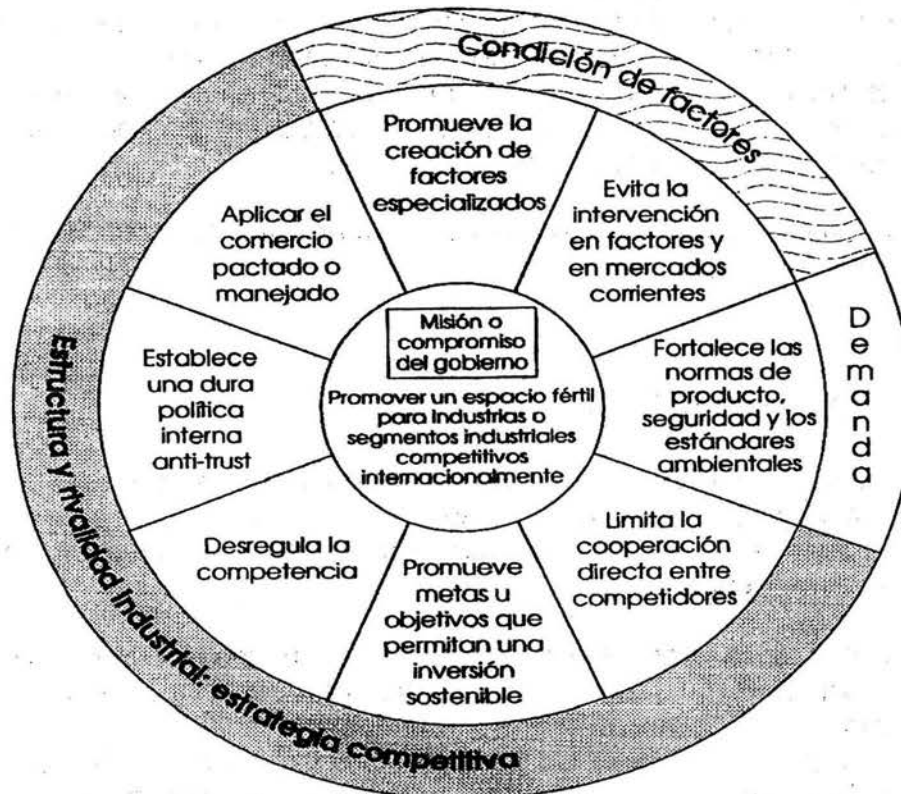 Condición de factores
Promueve la
creación de
factores
especializados
Evita la
intervención
en factores y
en mercados
corrientes
Demanda
Fortalece las
normas de
producto,
seguridad y los
estándares
ambientales
Limita la
cooperación
directa entre
competidores
Promueve
metas u
objetivos que
permitan una
inversión
sostenible
Desregula la
competencia
Establece
una dura
política
interna
anti-trust
Aplicar el
comercio
pactado o
manejado
Estructura y rivalidad industrial: estrategia competitiva
Misión o
compromiso
del gobierno
Promover un espacio fértil
para industrias o
segmentos industriales
competitivos
internacionalmente